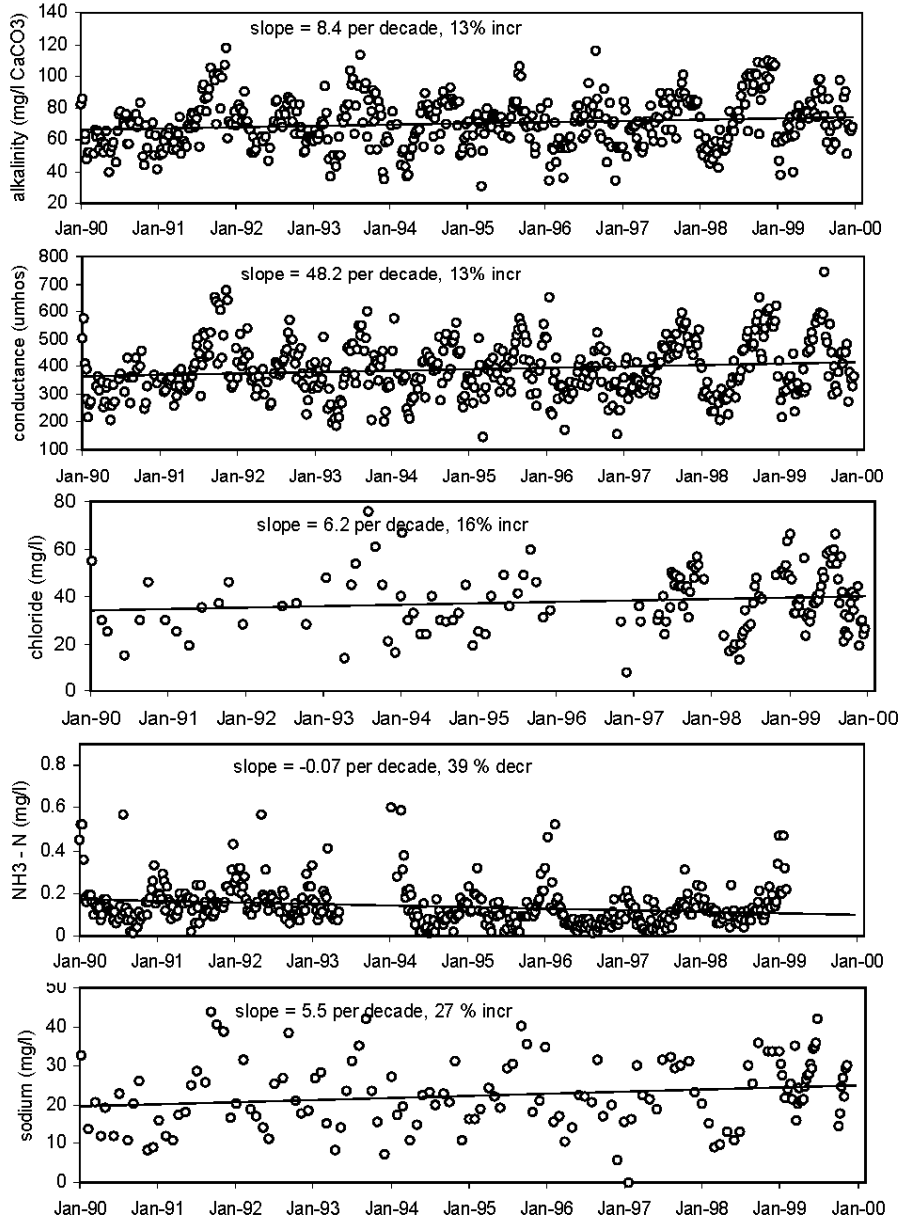 140
slope = 8.4 per decade, 13% incr
120
100
80
60
40
20
alkalinity (mg/l CaCO3)
Jan-90 Jan-91 Jan-92 Jan-93 Jan-94 Jan-95 Jan-96 Jan-97 Jan-98 Jan-99 Jan-00
800
slope = 48.2 per decade, 13% incr
700
600
500
400
300
200
100
conductance (umhos)
Jan-90 Jan-91 Jan-92 Jan-93 Jan-94 Jan-95 Jan-96 Jan-97 Jan-98 Jan-99 Jan-00
80
slope = 6.2 per decade, 16% incr
60
40
20
0
chloride (mg/l)
Jan-90 Jan-91 Jan-92 Jan-93 Jan-94 Jan-95 Jan-96 Jan-97 Jan-98 Jan-99 Jan-00
slope = -0.07 per decade, 39 % decr
0.8
0.6
0.4
0.2
0
NH3 - N (mg/l)
Jan-90 Jan-91 Jan-92 Jan-93 Jan-94 Jan-95 Jan-96 Jan-97 Jan-98 Jan-99 Jan-00
50
slope = 5.5 per decade, 27 % incr
40
30
20
10
0
sodium (mg/l)
Jan-90 Jan-91 Jan-92 Jan-93 Jan-94 Jan-95 Jan-96 Jan-97 Jan-98 Jan-99 Jan-00